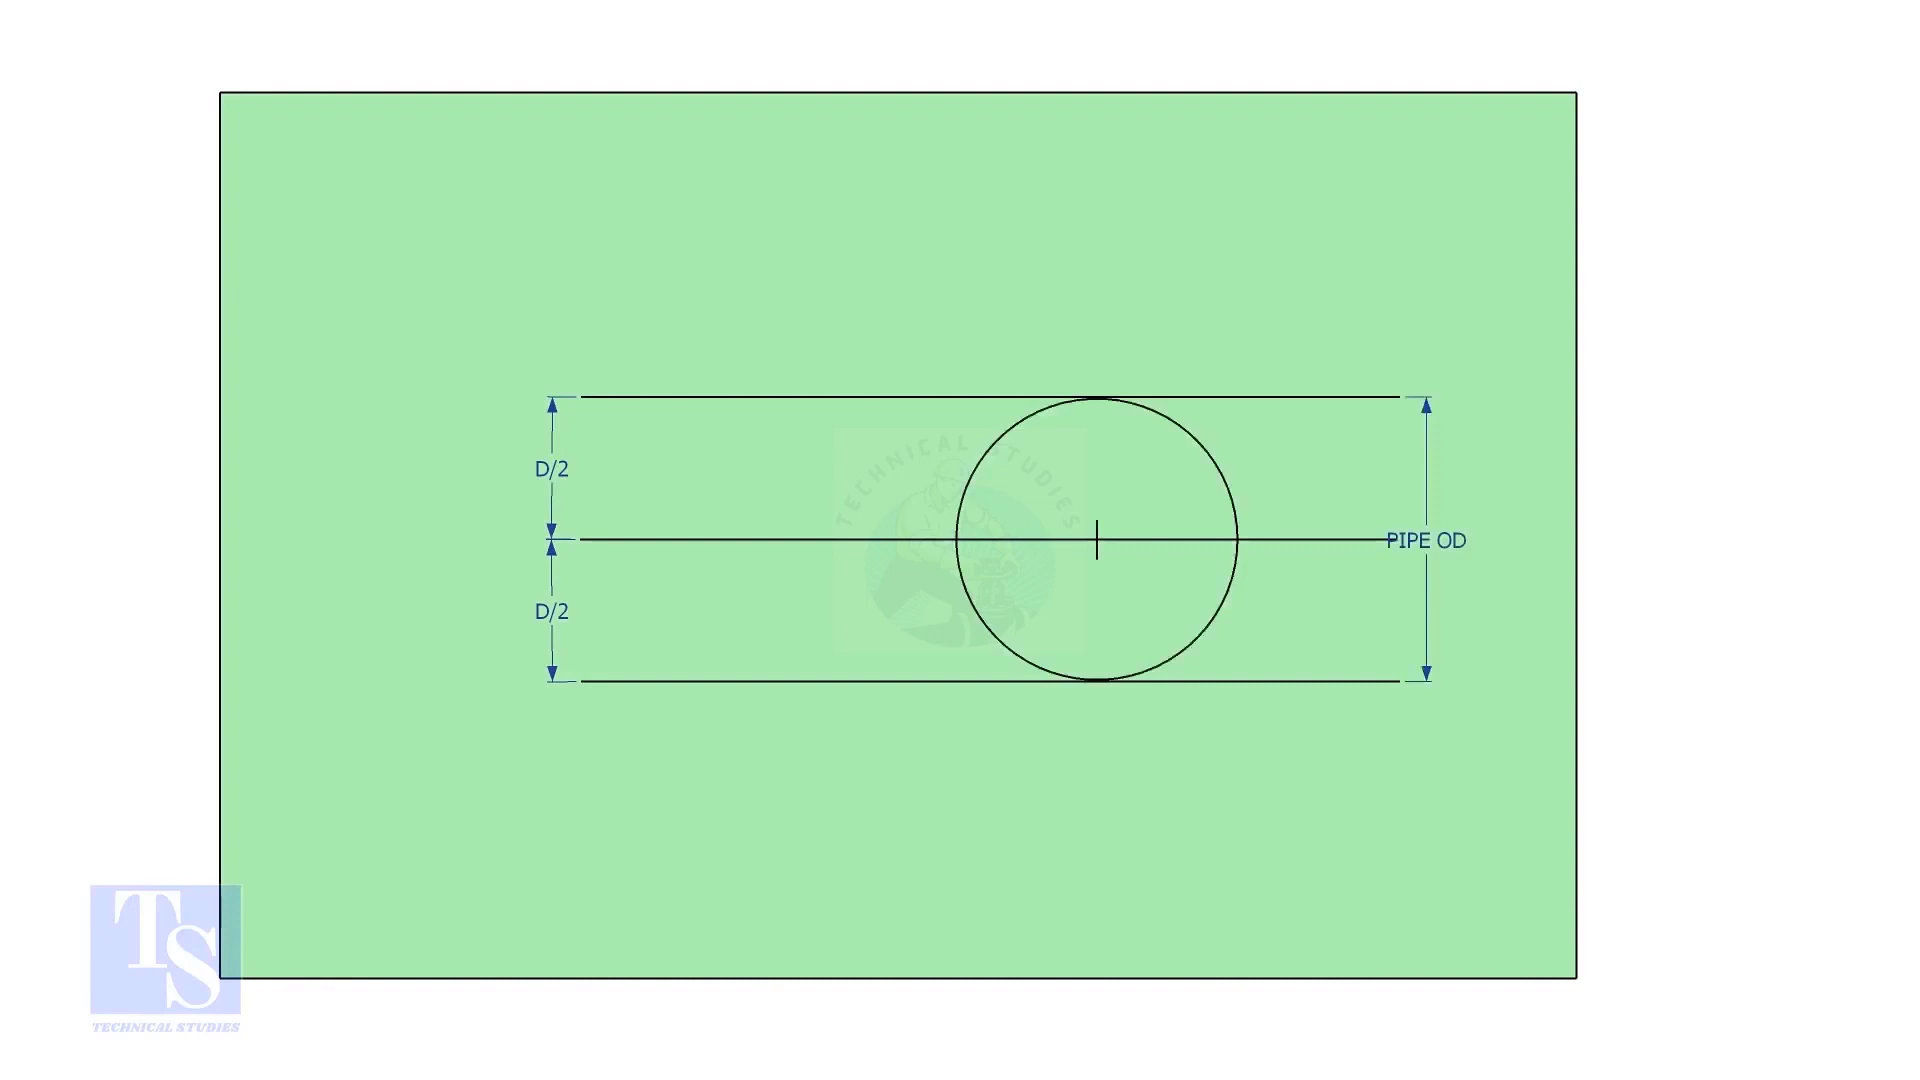 D/2
TECHNICAL STUDIES
PIPE OD
D/2
TS
TECHNICAL STUDIES